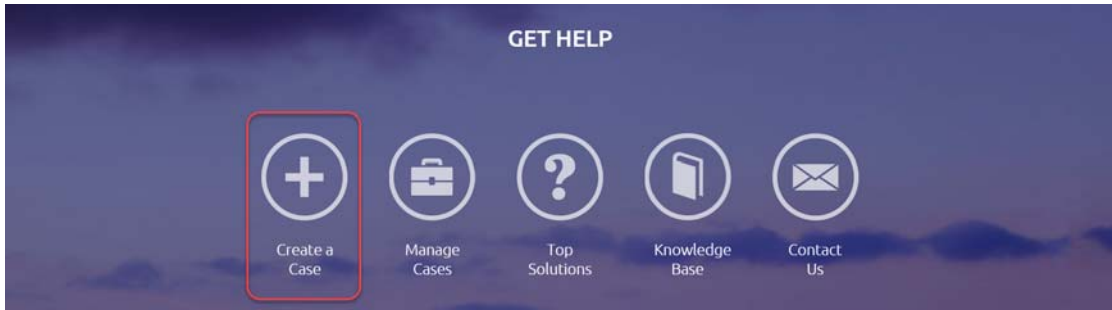 GET HELP
Create a
Case
Manage
Cases
Top
Solutions
Knowledge
Base
Contact
Us